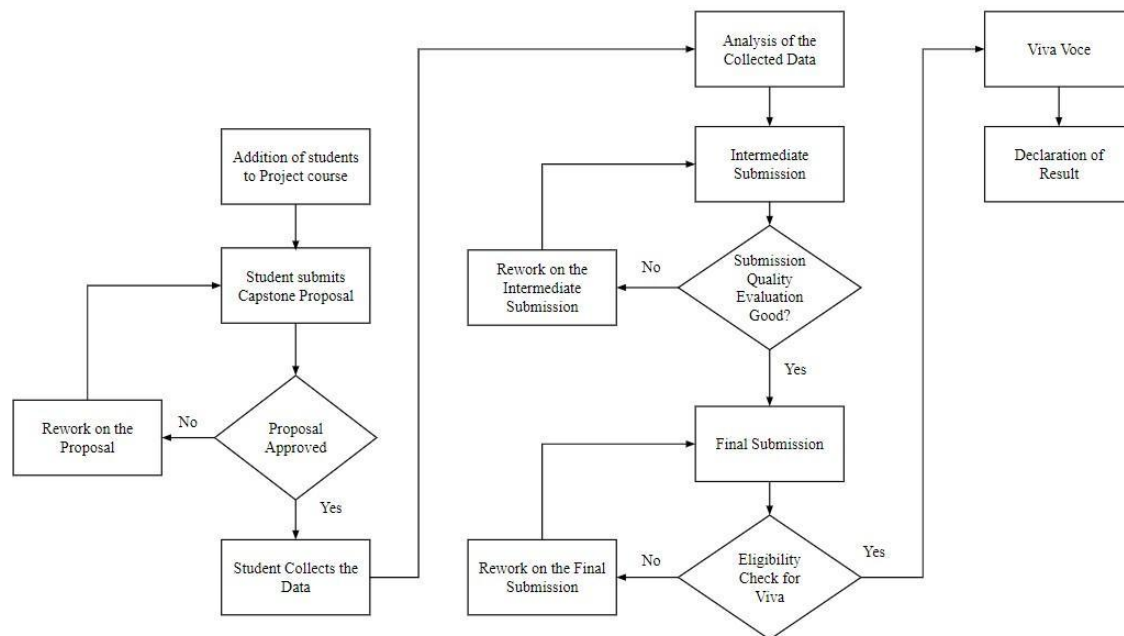 Addition of students
to Project course
Student submits
Capstone Proposal
Proposal
Approved
No
Rework on the
Proposal
Yes
Student Collects the
Data
Analysis of the
Collected Data
Intermediate
Submission
Submission
Quality
Evaluation
Good?
No
Rework on the
Intermediate
Submission
Yes
Final Submission
Eligibility
Check for
Viva
No
Rework on the Final
Submission
Yes
Viva Voce
Declaration of
Result